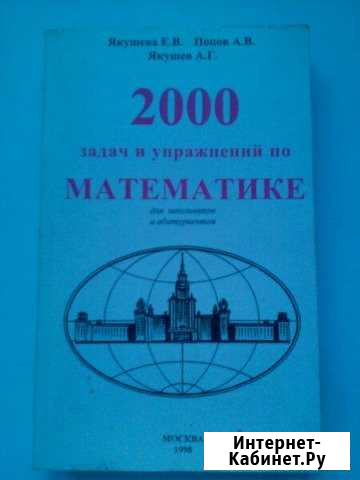 Якушева Е.В. Попов А.В.
Якушев А.Г.
2000
задач и упражнений по
МАТЕМАТИКЕ
для школьников
и абитуриентов
МОСКВА
1998
Интернет-
Кабинет.Ру